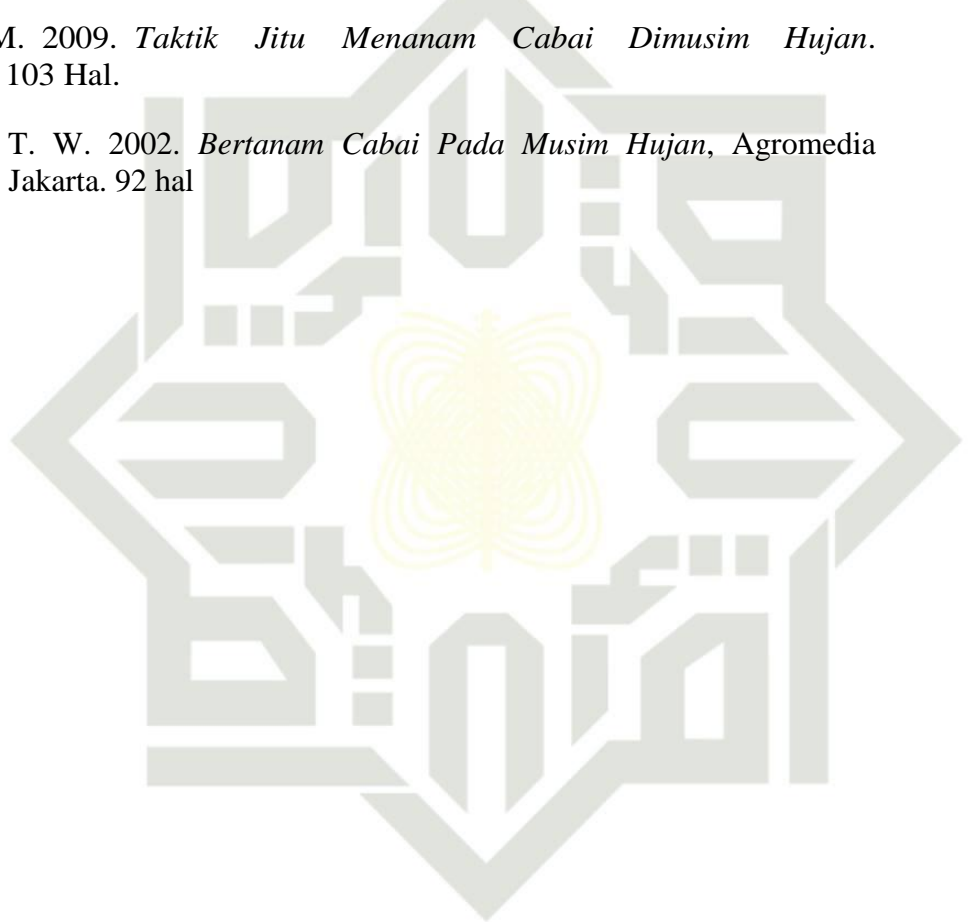 M. 2009. Taktik Jitu Menanam Cabai Dimusim Hujan.
103 Hal.
T. W. 2002. Bertanam Cabai Pada Musim Hujan, Agromedia
Jakarta. 92 hal